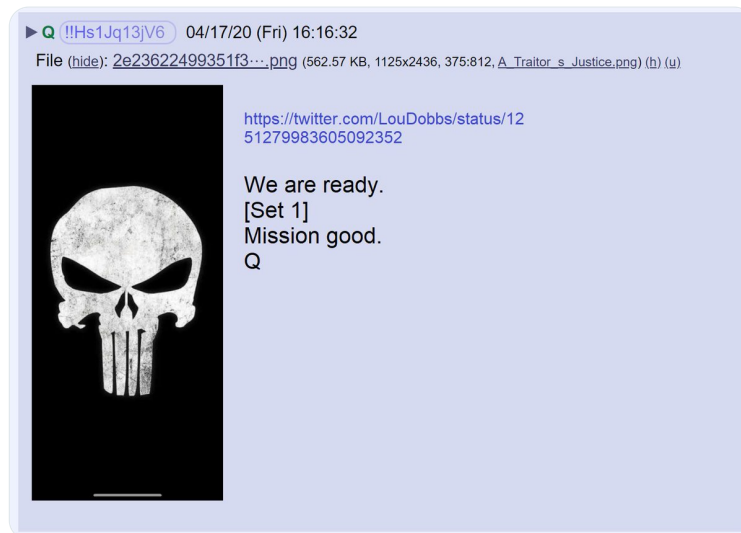 ▶ Q !!Hs1Jq13jV6 04/17/20 (Fri) 16:16:32
File (hide): 2e23622499351f3⋯.png (562.57 KB, 1125x2436, 375:812, A_Traitor_s_Justice.png) (h) (u)
https://twitter.com/LouDobbs/status/12
51279983605092352
We are ready.
[Set 1]
Mission good.
Q